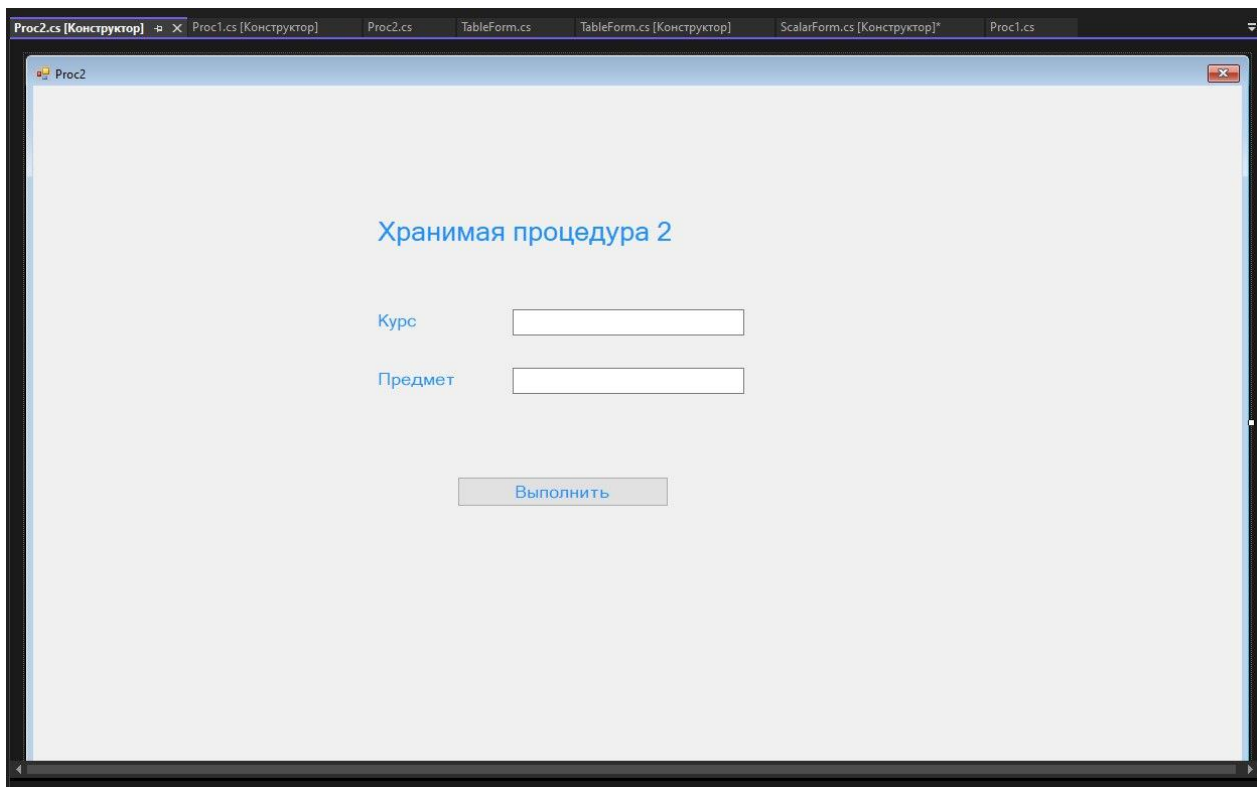 Proc2.cs [Конструктор] Proc1.cs [Конструктор] Proc2.cs TableForm.cs TableForm.cs [Конструктор] ScalarForm.cs [Конструктор]* Proc1.cs
Proc2
Хранимая процедура 2
Курс
Предмет
Выполнить